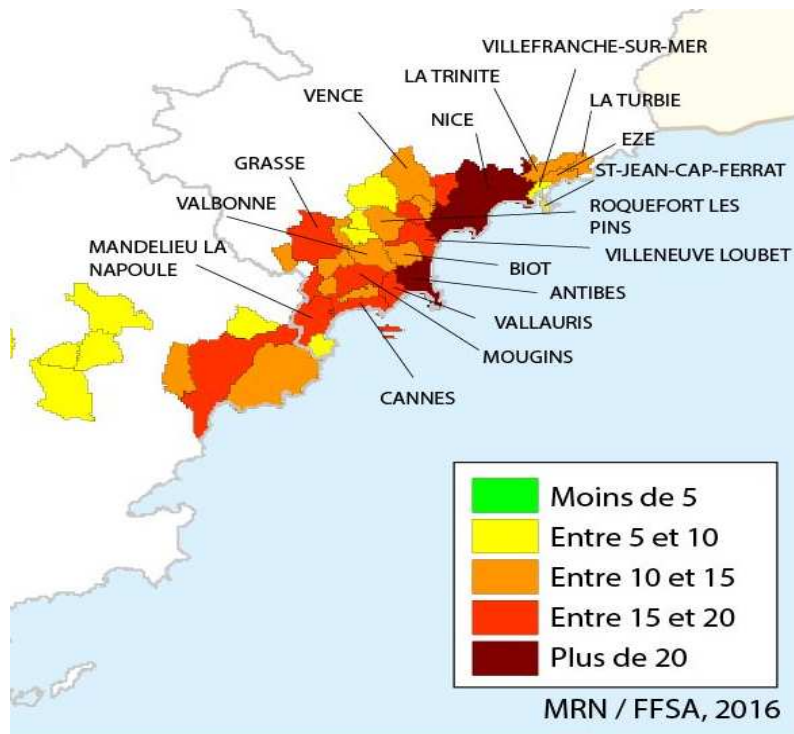 VILLEFRANCHE-SUR-MER
LA TRINITE
LA TURBIE
VENCE
NICE
EZE
GRASSE
ST-JEAN-CAP-FERRAT
VALBONNE
ROQUEFORT LES
PINS
MANDELIEU LA
NAPOULE
VILLENEUVE LOUBET
BIOT
ANTIBES
VALLAURIS
MOUGINS
CANNES
Moins de 5
Entre 5 et 10
Entre 10 et 15
Entre 15 et 20
Plus de 20
MRN / FFSA, 2016